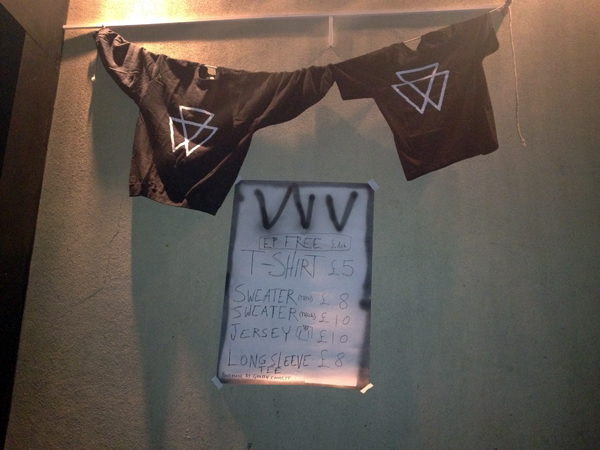 VVV
EP FREE
T-SHIRT £5
SWEATER £8
SWEATER £10
JERSEY £10
LONGSLEEVE £8
TEE